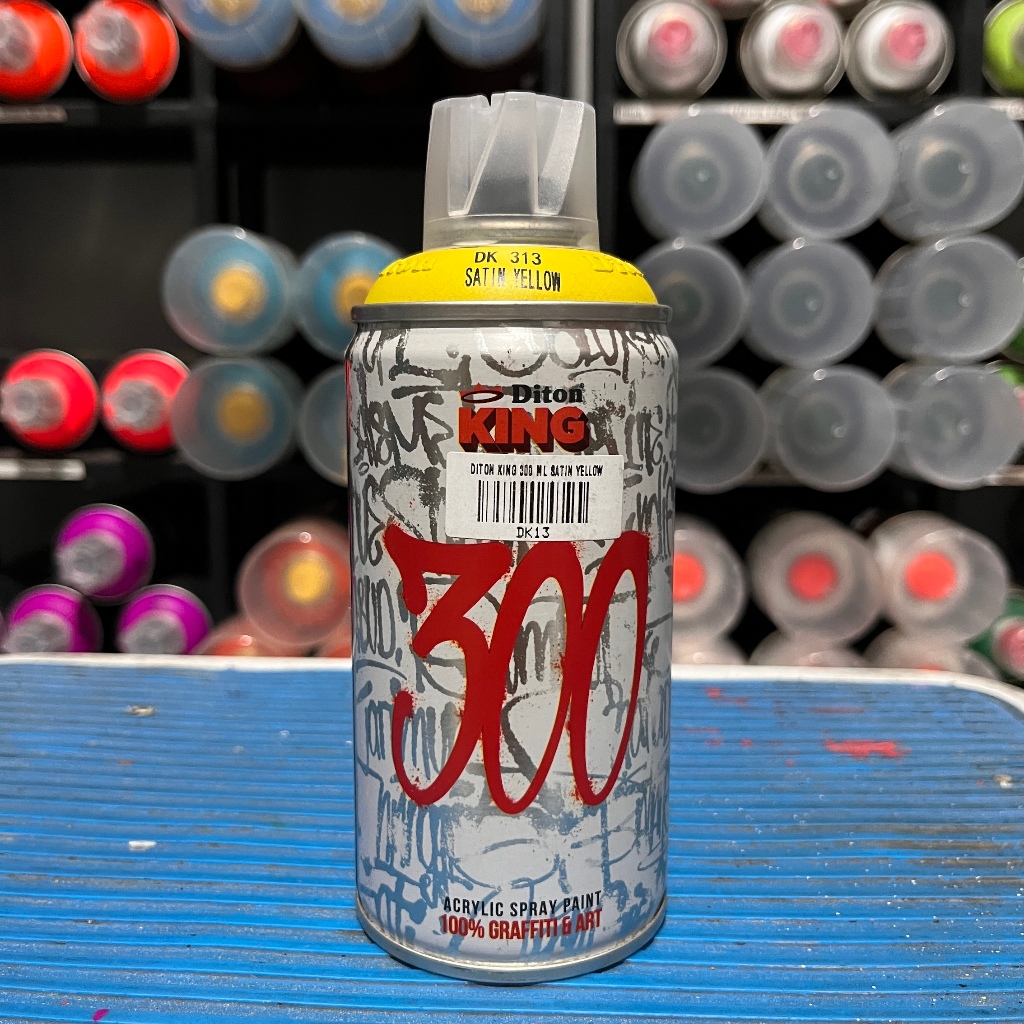 DK 313
SATIN YELLOW
Diton
KING
DITON KING 300 ML SATIN YELLOW
DK13
300
ACRYLIC SPRAY PAINT
100% GRAFFITI & ART